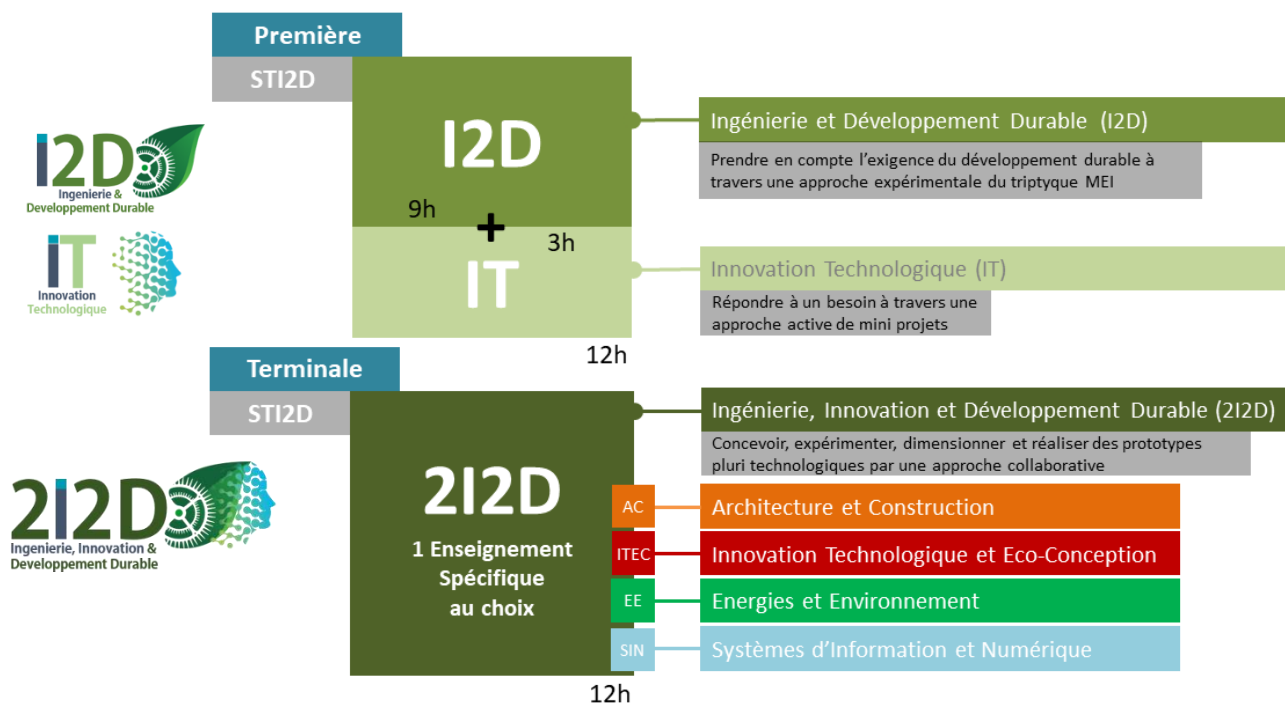 Première
STI2D
I2D
Ingenierie &
Developpement Durable
iT
Innovation
Technologique
I2D
9h
+
3h
IT
12h
Ingénierie et Développement Durable (I2D)
Prendre en compte l’exigence du développement durable à
travers une approche expérimentale du triptyque MEI
Innovation Technologique (IT)
Répondre à un besoin à travers une
approche active de mini projets
Terminale
STI2D
2I2D
Ingenierie, Innovation &
Developpement Durable
2I2D
1 Enseignement
Spécifique
au choix
12h
Ingénierie, Innovation et Développement Durable (2I2D)
Concevoir, expérimenter, dimensionner et réaliser des prototypes
pluri technologiques par une approche collaborative
AC Architecture et Construction
ITEC Innovation Technologique et Eco-Conception
EE Energies et Environnement
SIN Systèmes d’Information et Numérique